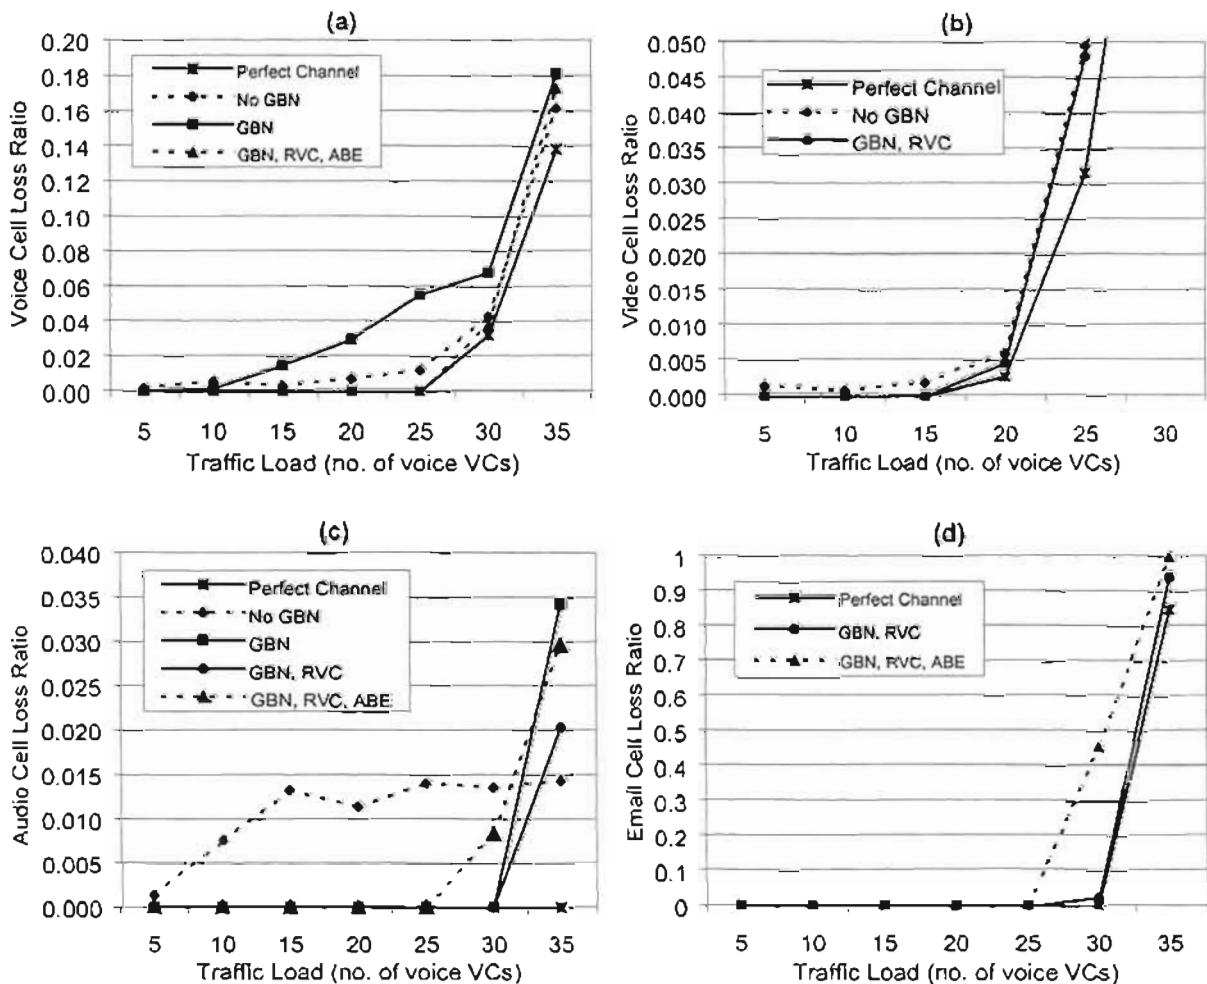 (a)
Voice Cell Loss Ratio
0.20
0.18
0.16
0.14
0.12
0.10
0.08
0.06
0.04
0.02
0.00
Perfect Channel
No GBN
GBN
GBN, RVC, ABE
5 10 15 20 25 30 35
Traffic Load (no. of voice VCs)
(b)
Video Cell Loss Ratio
0.050
0.045
0.040
0.035
0.030
0.025
0.020
0.015
0.010
0.005
0.000
Perfect Channel
No GBN
GBN, RVC
5 10 15 20 25 30
Traffic Load (no. of voice VCs)
(c)
Audio Cell Loss Ratio
0.040
0.035
0.030
0.025
0.020
0.015
0.010
0.005
0.000
Perfect Channel
No GBN
GBN
GBN, RVC
GBN, RVC, ABE
5 10 15 20 25 30 35
Traffic Load (no. of voice VCs)
(d)
Email Cell Loss Ratio
1
0.9
0.8
0.7
0.6
0.5
0.4
0.3
0.2
0.1
0
Perfect Channel
GBN, RVC
GBN, RVC, ABE
5 10 15 20 25 30 35
Traffic Load (no. of voice VCs)